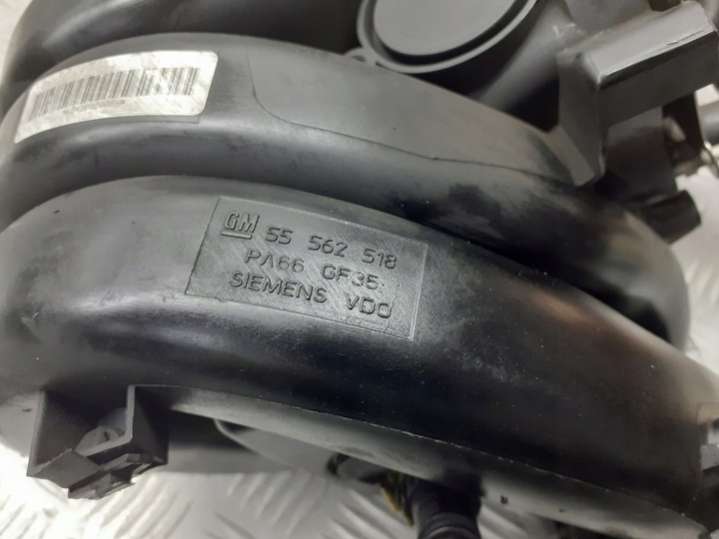 GM 55 562 518
PA66 GF35
SIEMENS VDO